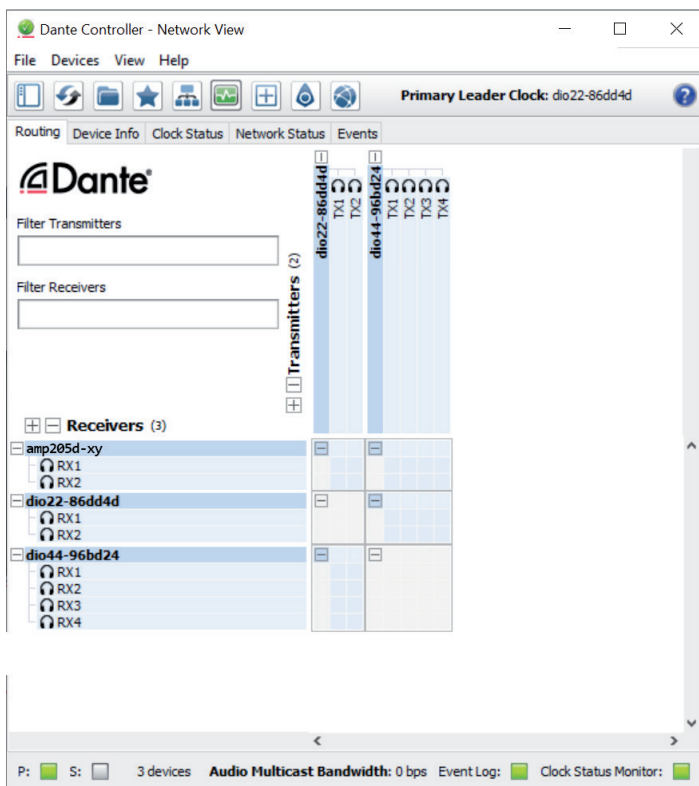 Dante Controller - Network View
File Devices View Help
Primary Leader Clock: dio22-86dd4d
?
Routing Device Info Clock Status Network Status Events
Dante®
Filter Transmitters
Filter Receivers
Transmitters (2)
dio22-86dd4d
TX1
TX2
dio44-96bd24
TX1
TX2
TX3
TX4
Receivers (3)
amp205d-xy
RX1
RX2
dio22-86dd4d
RX1
RX2
dio44-96bd24
RX1
RX2
RX3
RX4
P: S: 3 devices Audio Multicast Bandwidth: 0 bps Event Log: Clock Status Monitor: